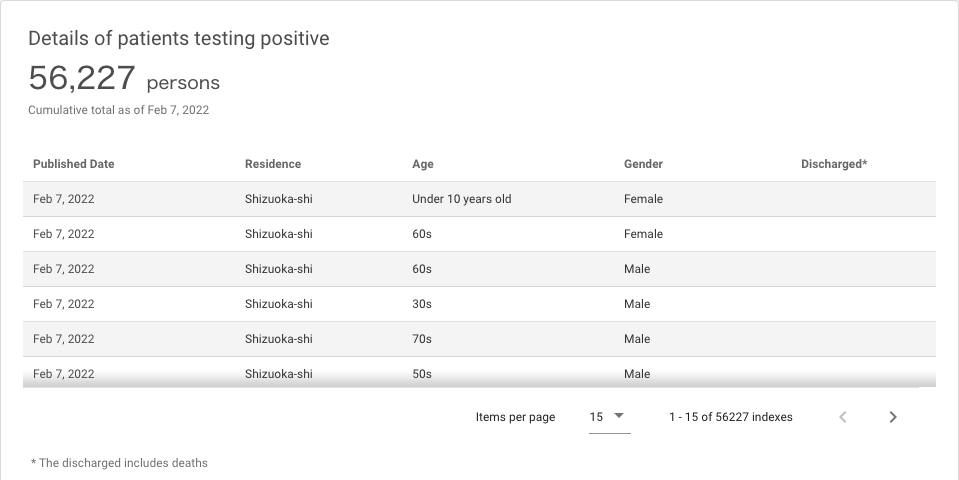 Details of patients testing positive
56,227 persons
Cumulative total as of Feb 7, 2022
Published Date Residence Age Gender Discharged*
Feb 7, 2022 Shizuoka-shi Under 10 years old Female
Feb 7, 2022 Shizuoka-shi 60s Female
Feb 7, 2022 Shizuoka-shi 60s Male
Feb 7, 2022 Shizuoka-shi 30s Male
Feb 7, 2022 Shizuoka-shi 70s Male
Feb 7, 2022 Shizuoka-shi 50s Male
Items per page 15 1 - 15 of 56227 indexes
* The discharged includes deaths